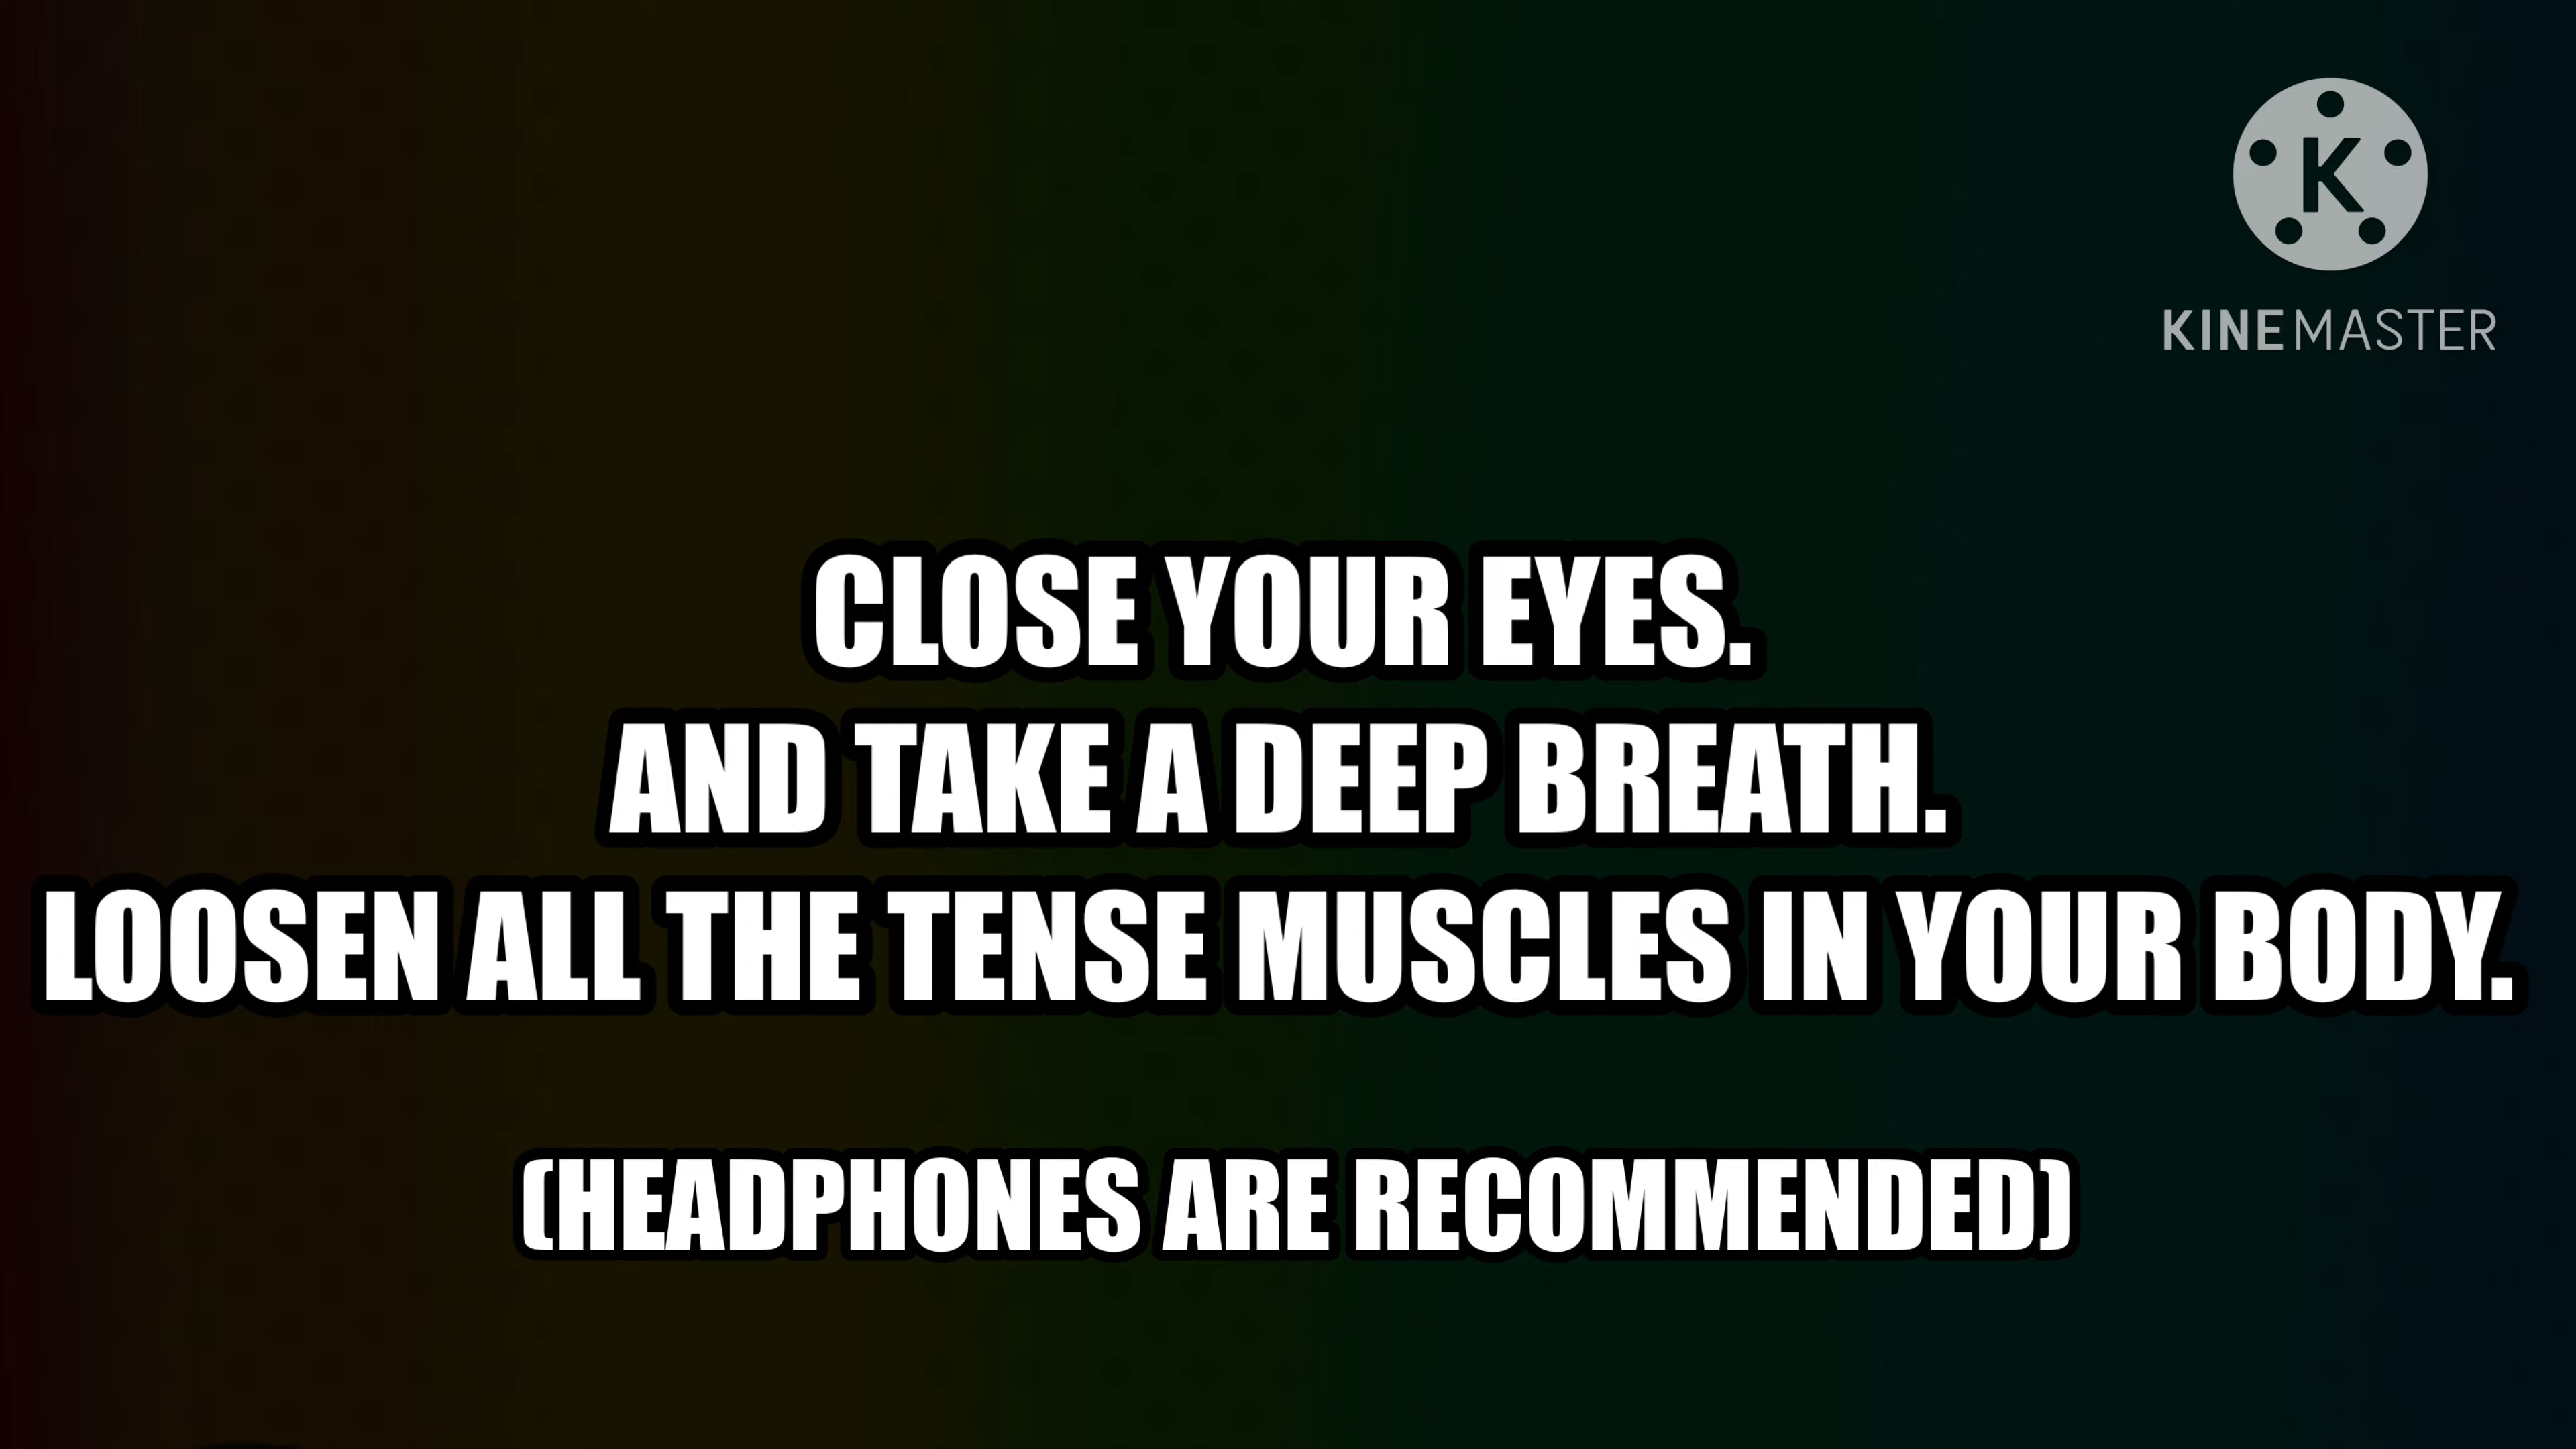 K
KINEMASTER
CLOSE YOUR EYES.
AND TAKE A DEEP BREATH.
LOOSEN ALL THE TENSE MUSCLES IN YOUR BODY.
(HEADPHONES ARE RECOMMENDED)